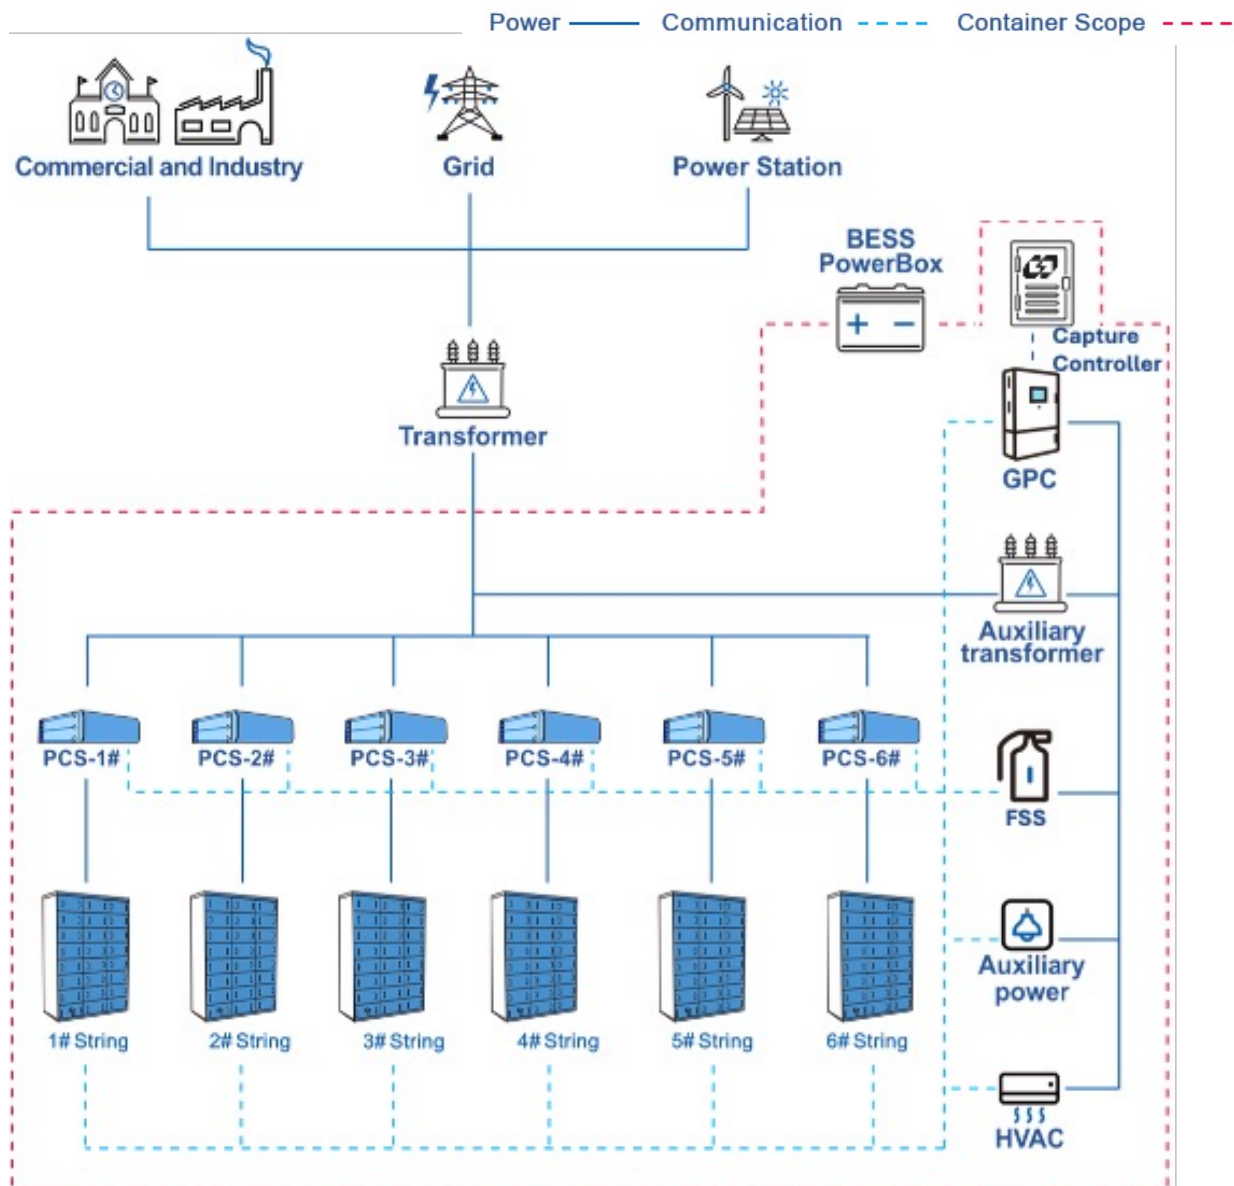 Power
Communication
Container Scope
Commercial and Industry
Grid
Power Station
BESS
PowerBox
Capture
Controller
Transformer
GPC
Auxiliary
transformer
PCS-1#
PCS-2#
PCS-3#
PCS-4#
PCS-5#
PCS-6#
FSS
Auxiliary
power
1# String
2# String
3# String
4# String
5# String
6# String
HVAC